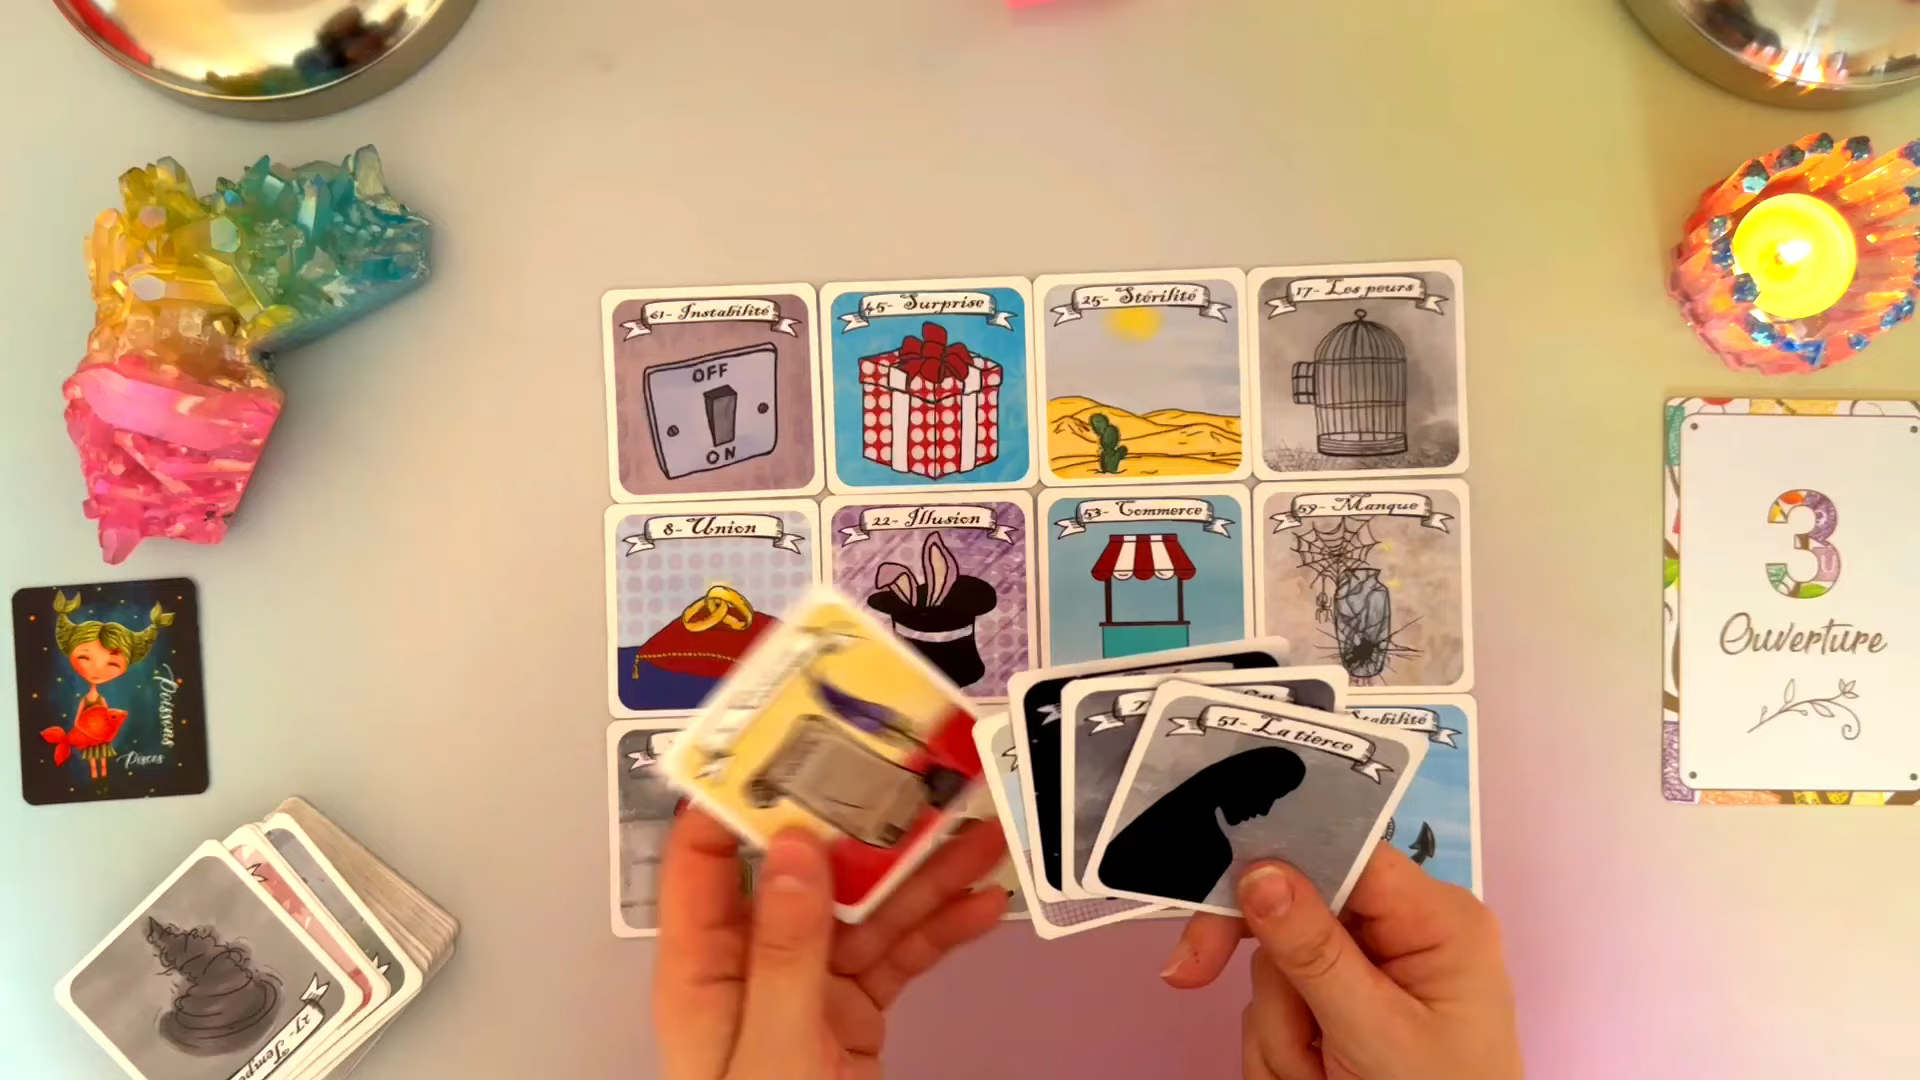 61- Instabilité
45- Surprise
25- Stérilité
17- Les peurs
OFF
ON
8- Union
22- Illusion
53- Commerce
59- Manque
3
Ouverture
Poissons
Pisces
57- La tierce
Stabilité